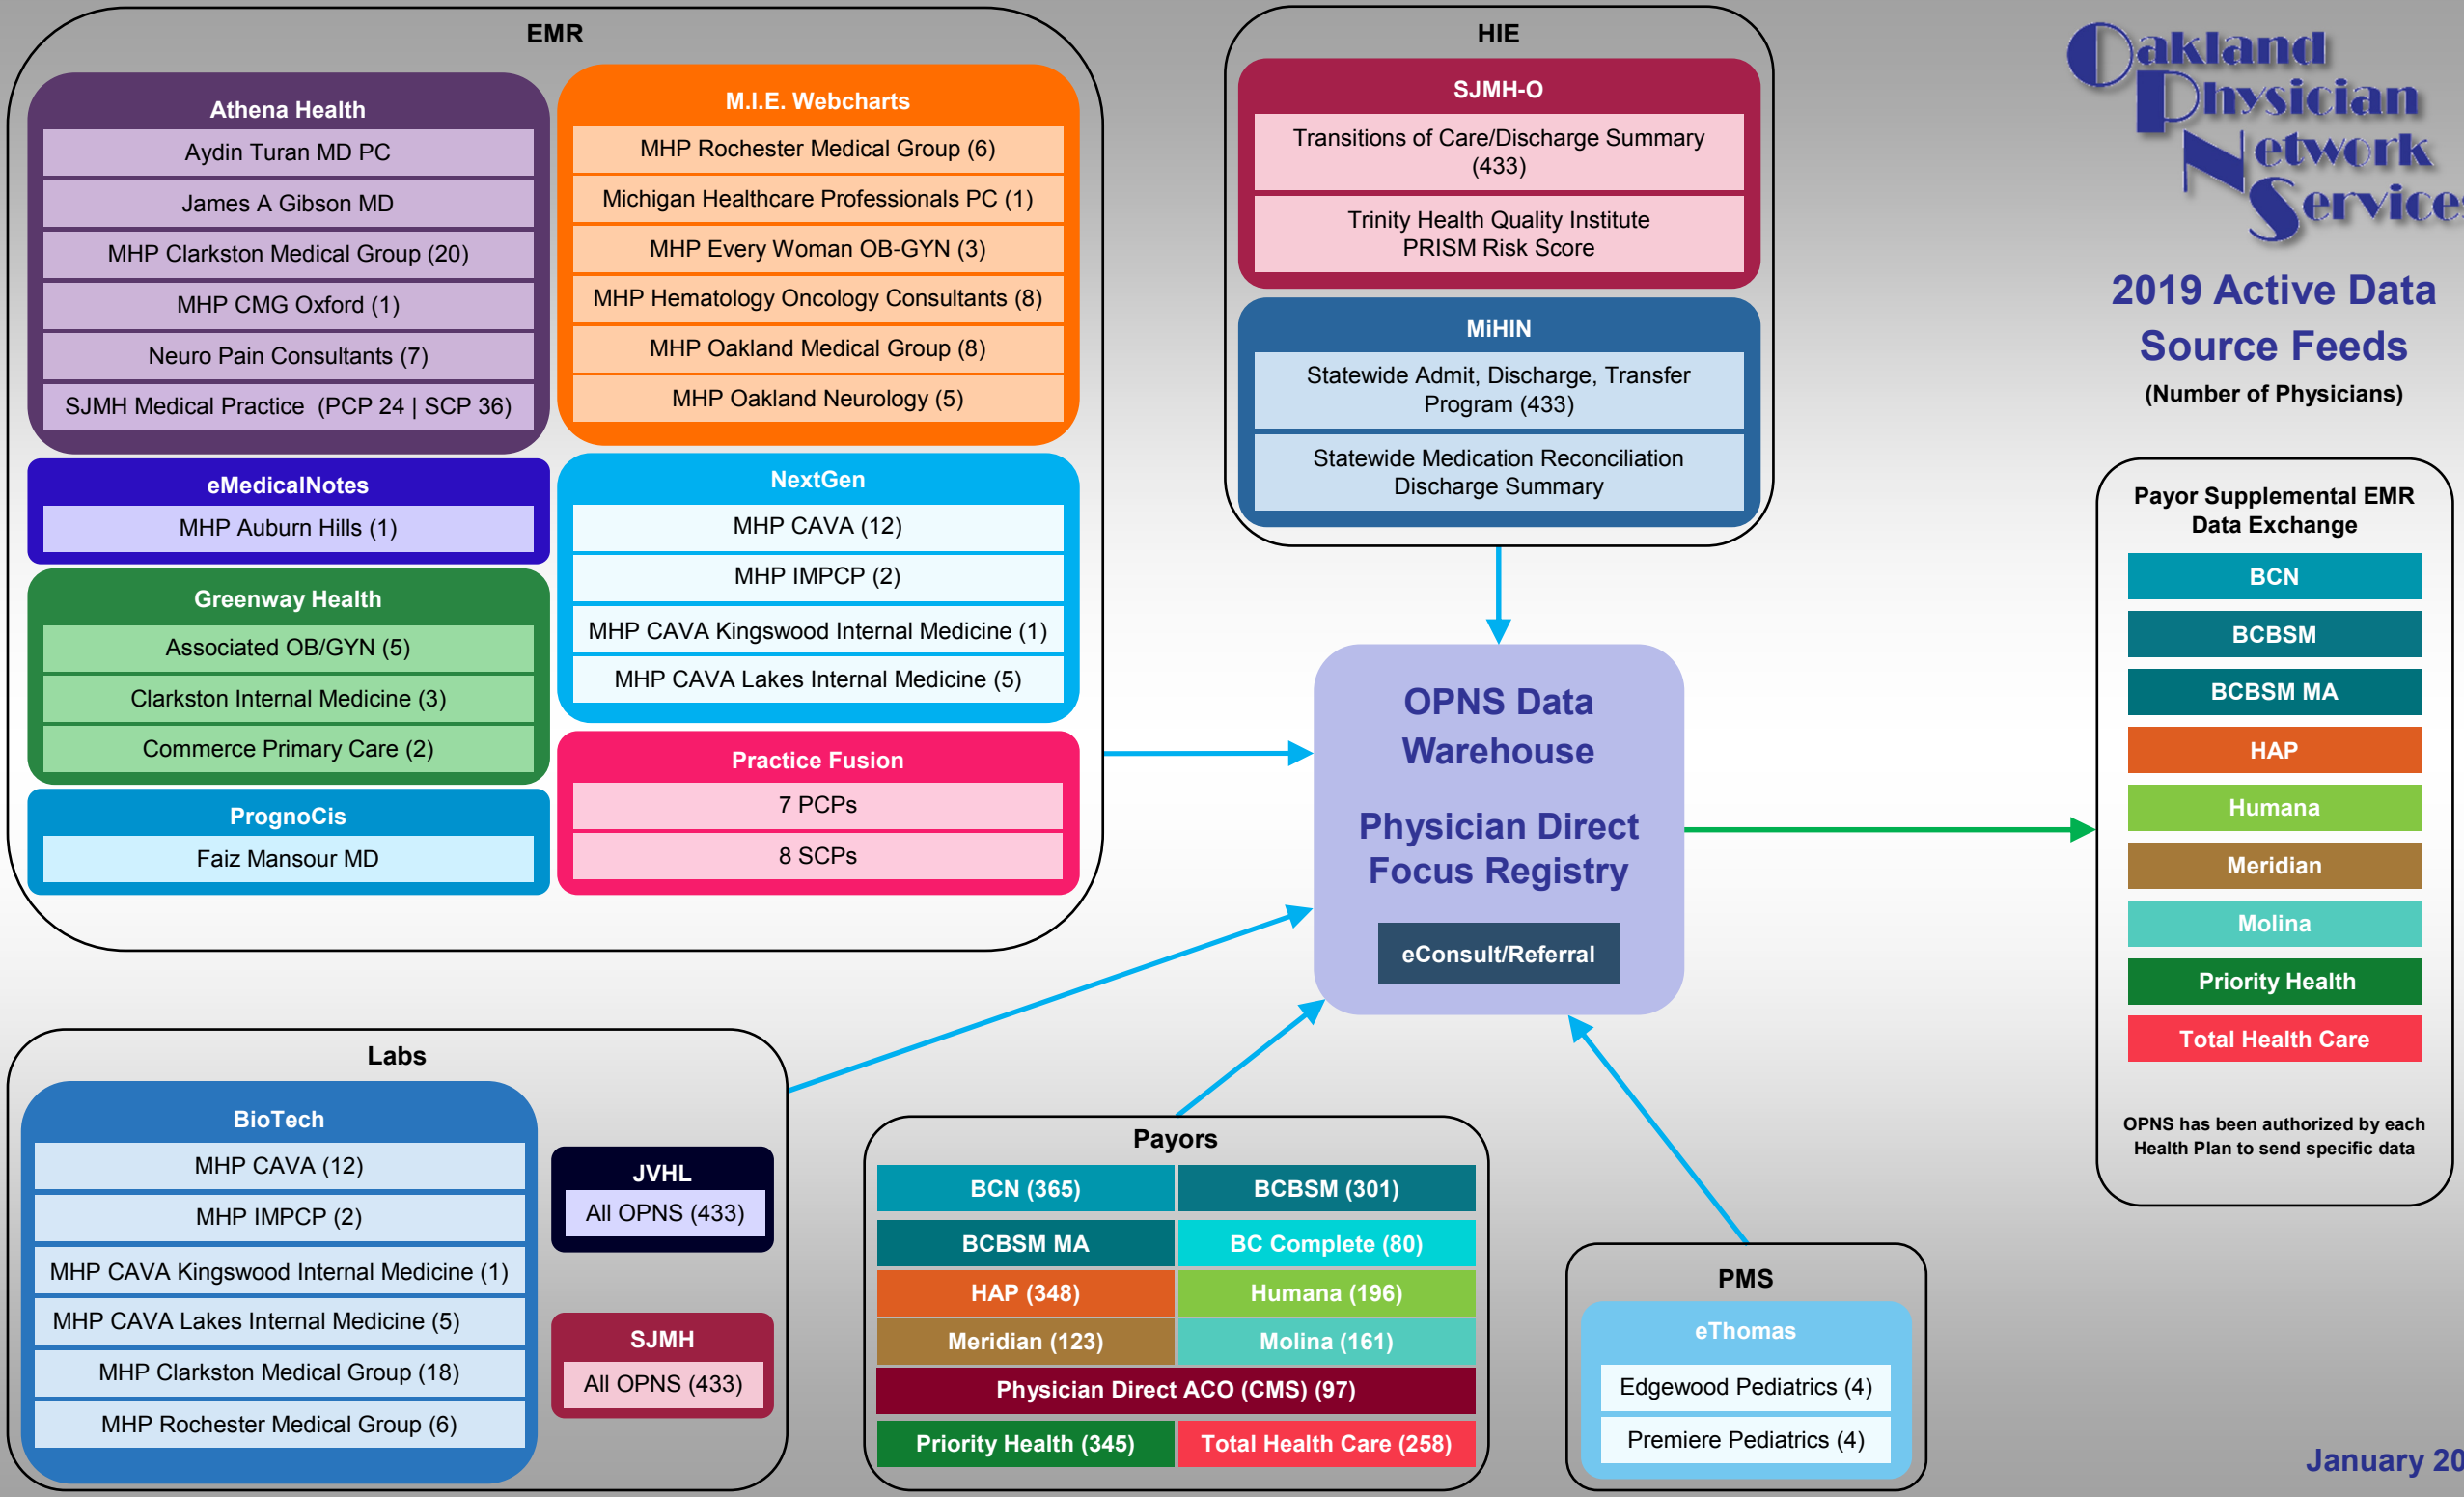 EMR
Athena Health
Aydin Turan MD PC
James A Gibson MD
MHP Clarkston Medical Group (20)
MHP CMG Oxford (1)
Neuro Pain Consultants (7)
SJMH Medical Practice  (PCP 24 | SCP 36)
M.I.E. Webcharts
MHP Rochester Medical Group (6)
Michigan Healthcare Professionals PC (1)
MHP Every Woman OB-GYN (3)
MHP Hematology Oncology Consultants (8)
MHP Oakland Medical Group (8)
MHP Oakland Neurology (5)
eMedicalNotes
MHP Auburn Hills (1)
NextGen
MHP CAVA (12)
MHP IMPCP (2)
MHP CAVA Kingswood Internal Medicine (1)
MHP CAVA Lakes Internal Medicine (5)
Greenway Health
Associated OB/GYN (5)
Clarkston Internal Medicine (3)
Commerce Primary Care (2)
Practice Fusion
7 PCPs
8 SCPs
PrognoCis
Faiz Mansour MD
HIE
SJMH-O
Transitions of Care/Discharge Summary
(433)
Trinity Health Quality Institute
PRISM Risk Score
MiHIN
Statewide Admit, Discharge, Transfer
Program (433)
Statewide Medication Reconciliation
Discharge Summary
Oakland
Physician
Network
Services
2019 Active Data
Source Feeds
(Number of Physicians)
OPNS Data
Warehouse
Physician Direct
Focus Registry
eConsult/Referral
Payor Supplemental EMR
Data Exchange
BCN
BCBSM
BCBSM MA
HAP
Humana
Meridian
Molina
Priority Health
Total Health Care
OPNS has been authorized by each
Health Plan to send specific data
Labs
BioTech
MHP CAVA (12)
MHP IMPCP (2)
MHP CAVA Kingswood Internal Medicine (1)
MHP CAVA Lakes Internal Medicine (5)
MHP Clarkston Medical Group (18)
MHP Rochester Medical Group (6)
JVHL
All OPNS (433)
SJMH
All OPNS (433)
Payors
BCN (365)
BCBSM (301)
BCBSM MA
BC Complete (80)
HAP (348)
Humana (196)
Meridian (123)
Molina (161)
Physician Direct ACO (CMS) (97)
Priority Health (345)
Total Health Care (258)
PMS
eThomas
Edgewood Pediatrics (4)
Premiere Pediatrics (4)
January 20